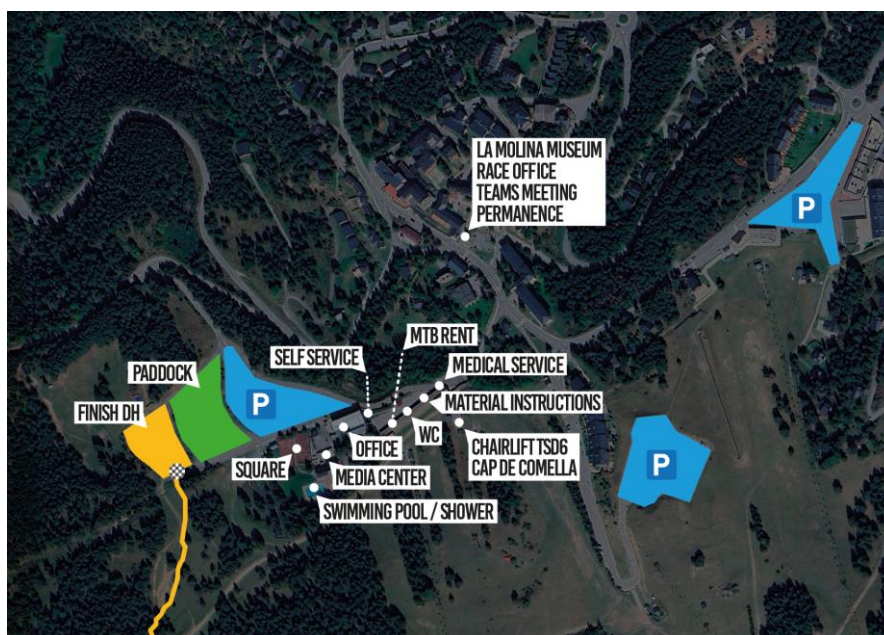 LA MOLINA MUSEUM
RACE OFFICE
TEAMS MEETING
PERMANENCE
P
MTB RENT
SELF SERVICE
MEDICAL SERVICE
PADDOCK
MATERIAL INSTRUCTIONS
P
FINISH DH
OFFICE
WC
CHAIRLIFT TSD6
CAP DE COMELLA
SQUARE
MEDIA CENTER
P
SWIMMING POOL / SHOWER